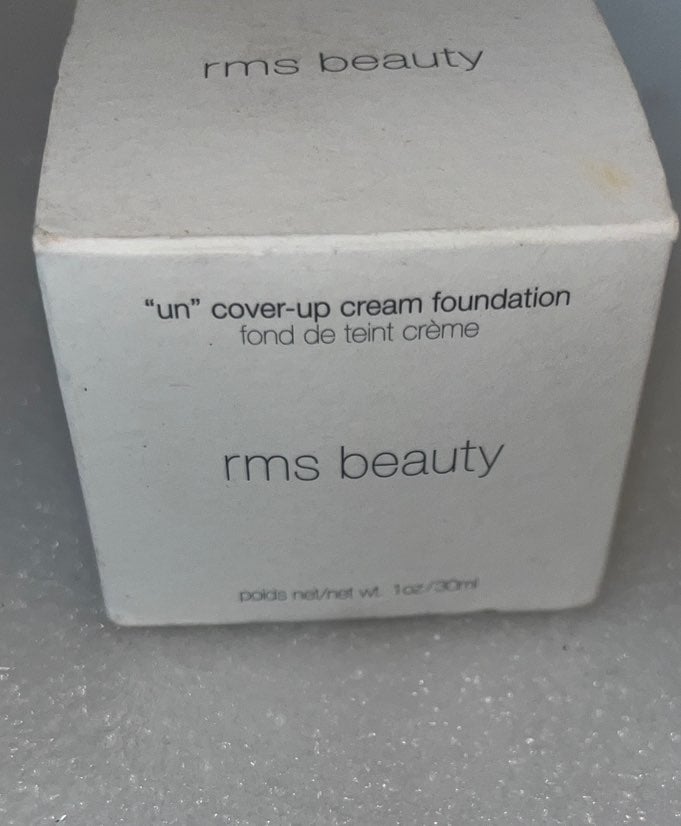 rms beauty
“un” cover-up cream foundation
fond de teint crème
rms beauty
poids net/net wt. 1oz/30ml